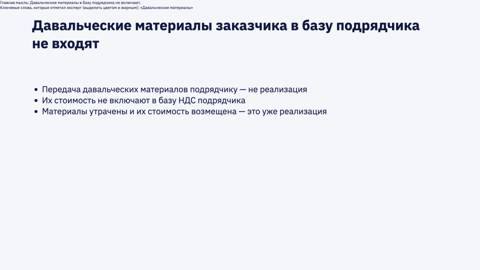 Главная мысль: Давальческие материалы в базу подрядчика не включают.
Ключевые слова, которые отметил эксперт (выделить цветом и жирным): «Давальческие материалы»
Давальческие материалы заказчика в базу подрядчика
не входят
• Передача давальческих материалов подрядчику — не реализация
• Их стоимость не включают в базу НДС подрядчика
• Материалы утрачены и их стоимость возмещена — это уже реализация